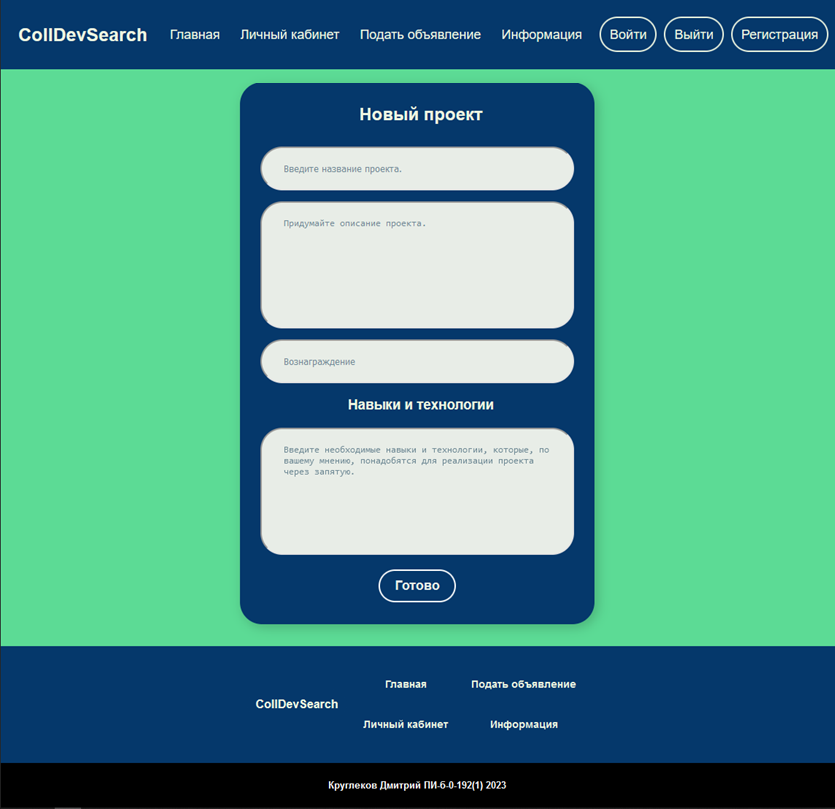 CollDevSearch Главная Личный кабинет Подать объявление Информация Войти Выйти Регистрация
Новый проект
Введите название проекта.
Придумайте описание проекта.
Вознаграждение
Навыки и технологии
Введите необходимые навыки и технологии, которые, по
вашему мнению, понадобятся для реализации проекта
через запятую.
Готово
CollDevSearch
Главная Подать объявление
Личный кабинет Информация
Круглеков Дмитрий ПИ-б-0-192(1) 2023